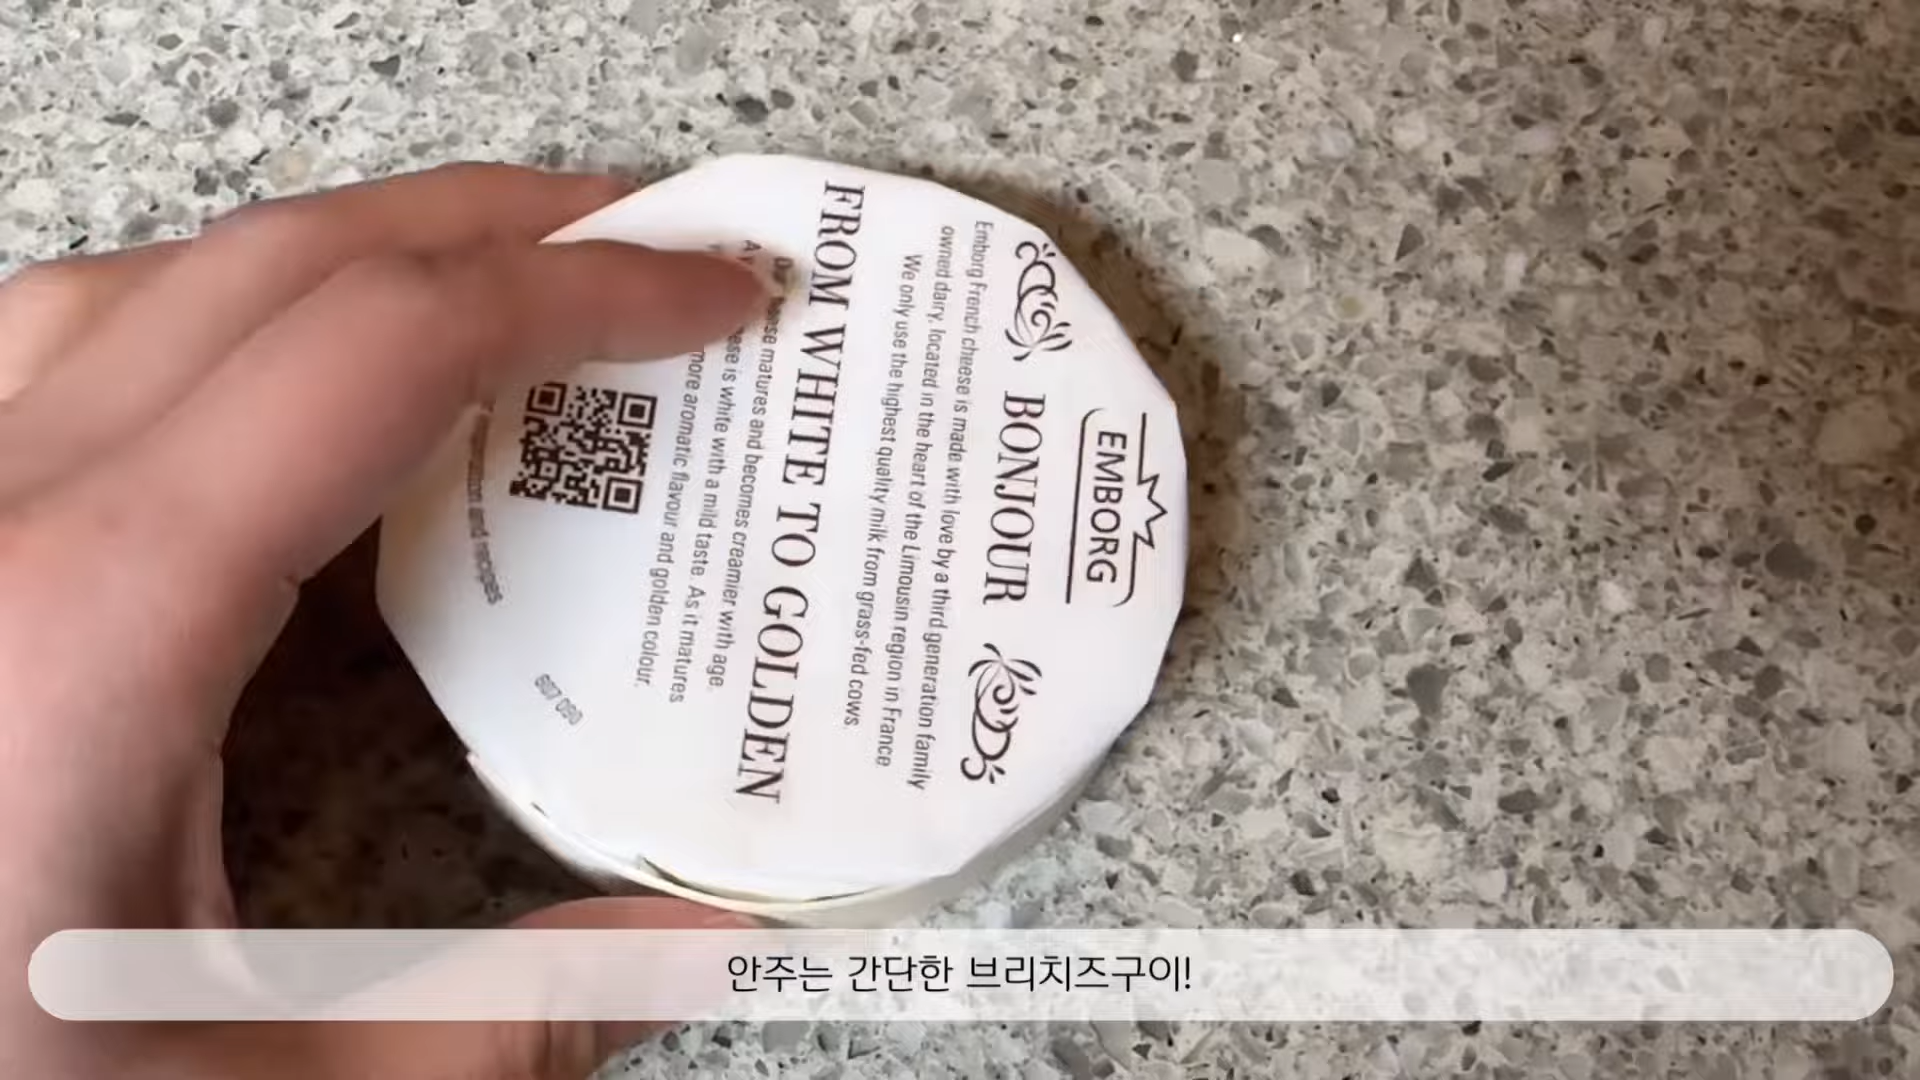 EMBORG
BONJOUR
Emborg French cheese is made with love by a third generation family
owned dairy, located in the heart of the Limousin region in France
We only use the highest quality milk from grass-fed cows.
FROM WHITE TO GOLDEN
matures and becomes creamier with age.
is white with a mild taste. As it matures
more aromatic flavour and golden colour.
and recipes
안주는 간단한 브리치즈구이!